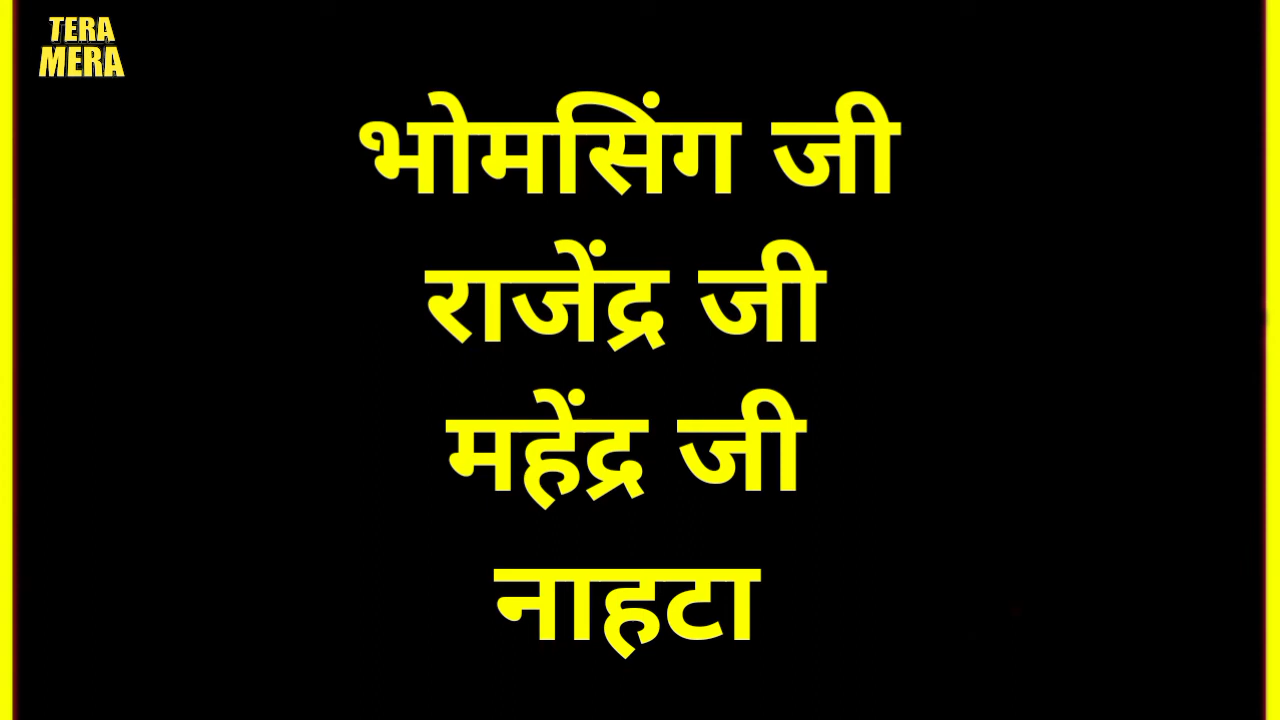 TERA
MERA
भोमसिंग जी
राजेंद्र जी
महेंद्र जी
नाहटा